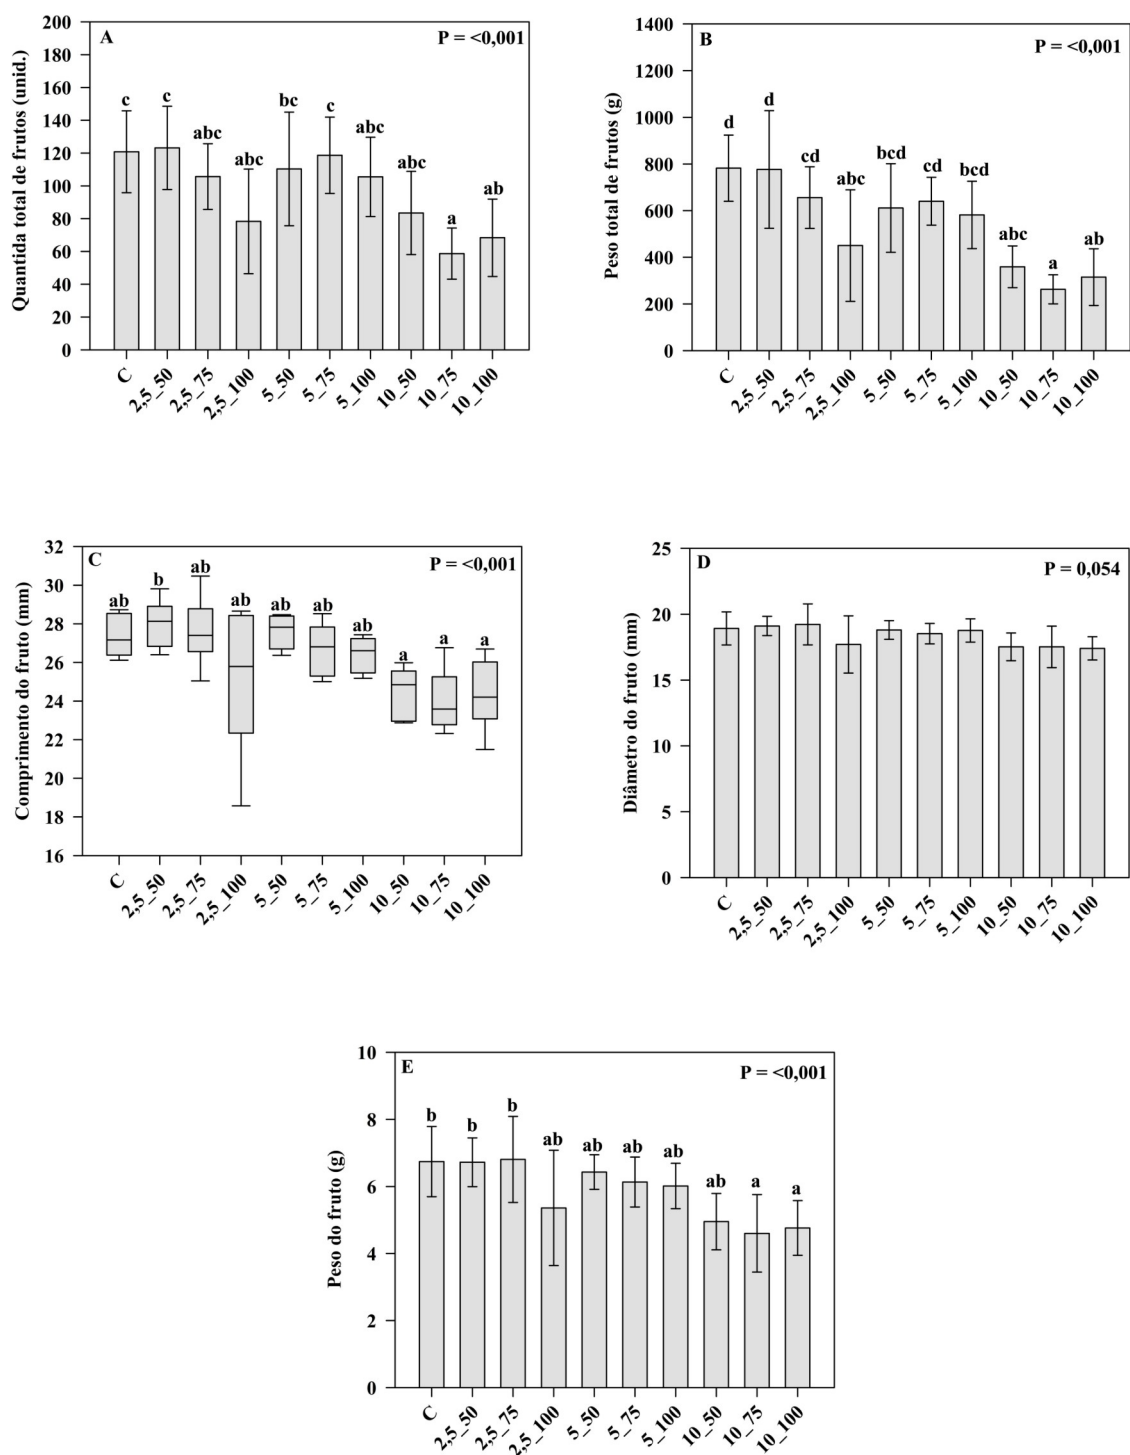 A
P = <0,001
Quantida total de frutos (unid.)
200
180
160
140
120
100
80
60
40
20
0
c
c
abc
abc
bc
c
abc
abc
a
ab
C
2,5_50
2,5_75
2,5_100
5_50
5_75
5_100
10_50
10_75
10_100
B
P = <0,001
Peso total de frutos (g)
1400
1200
1000
800
600
400
200
0
d
d
cd
abc
bcd
cd
bcd
abc
a
ab
C
2,5_50
2,5_75
2,5_100
5_50
5_75
5_100
10_50
10_75
10_100
C
P = <0,001
Comprimento do fruto (mm)
32
30
28
26
24
22
20
18
16
ab
b
ab
ab
ab
ab
ab
a
a
a
C
2,5_50
2,5_75
2,5_100
5_50
5_75
5_100
10_50
10_75
10_100
D
P = 0,054
Diâmetro do fruto (mm)
25
20
15
10
5
0
C
2,5_50
2,5_75
2,5_100
5_50
5_75
5_100
10_50
10_75
10_100
E
P = <0,001
Peso do fruto (g)
10
8
6
4
2
0
b
b
b
ab
ab
ab
ab
ab
a
a
C
2,5_50
2,5_75
2,5_100
5_50
5_75
5_100
10_50
10_75
10_100